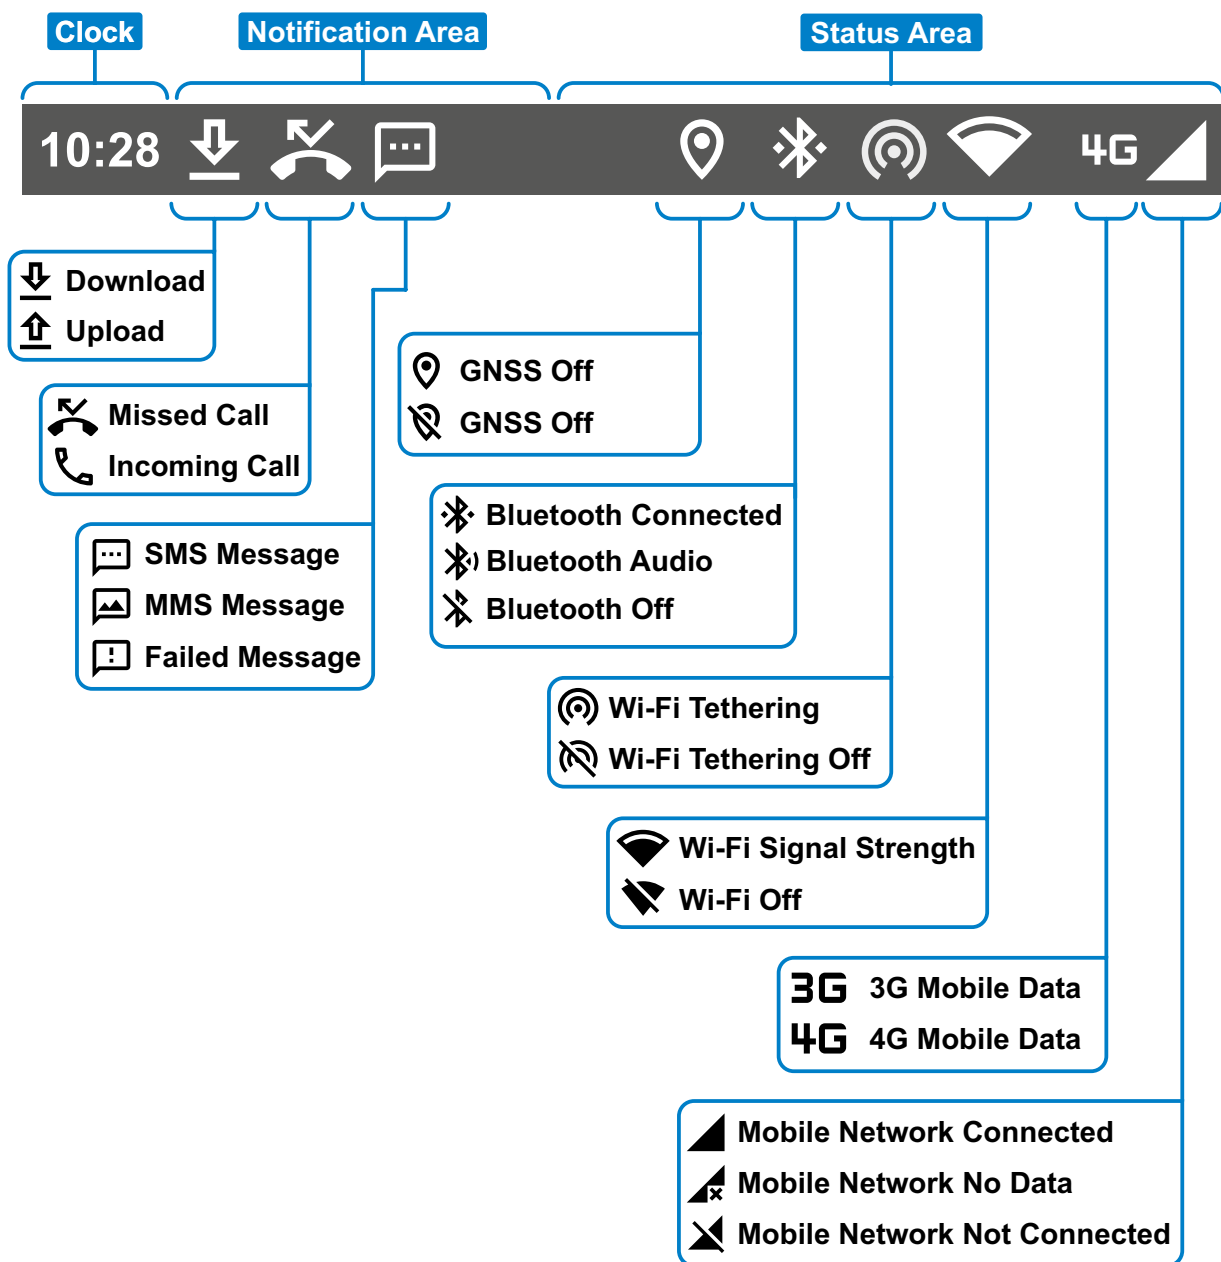 Clock
Notification Area
Status Area
10:28
4G
Download
Upload
Missed Call
Incoming Call
SMS Message
MMS Message
Failed Message
GNSS Off
GNSS Off
Bluetooth Connected
Bluetooth Audio
Bluetooth Off
Wi-Fi Tethering
Wi-Fi Tethering Off
Wi-Fi Signal Strength
Wi-Fi Off
3G 3G Mobile Data
4G 4G Mobile Data
Mobile Network Connected
Mobile Network No Data
Mobile Network Not Connected